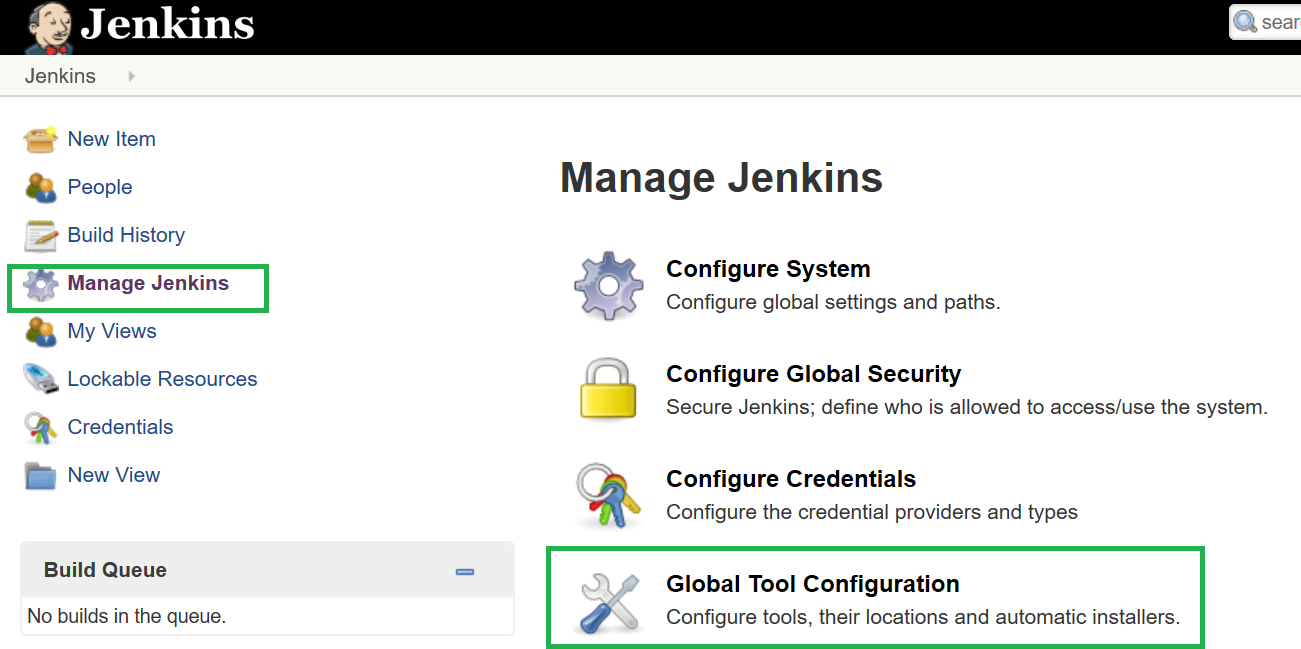 Jenkins
Jenkins
New Item
People
Build History
Manage Jenkins
My Views
Lockable Resources
Credentials
New View
Build Queue
No builds in the queue.
Manage Jenkins
Configure System
Configure global settings and paths.
Configure Global Security
Secure Jenkins; define who is allowed to access/use the system.
Configure Credentials
Configure the credential providers and types
Global Tool Configuration
Configure tools, their locations and automatic installers.